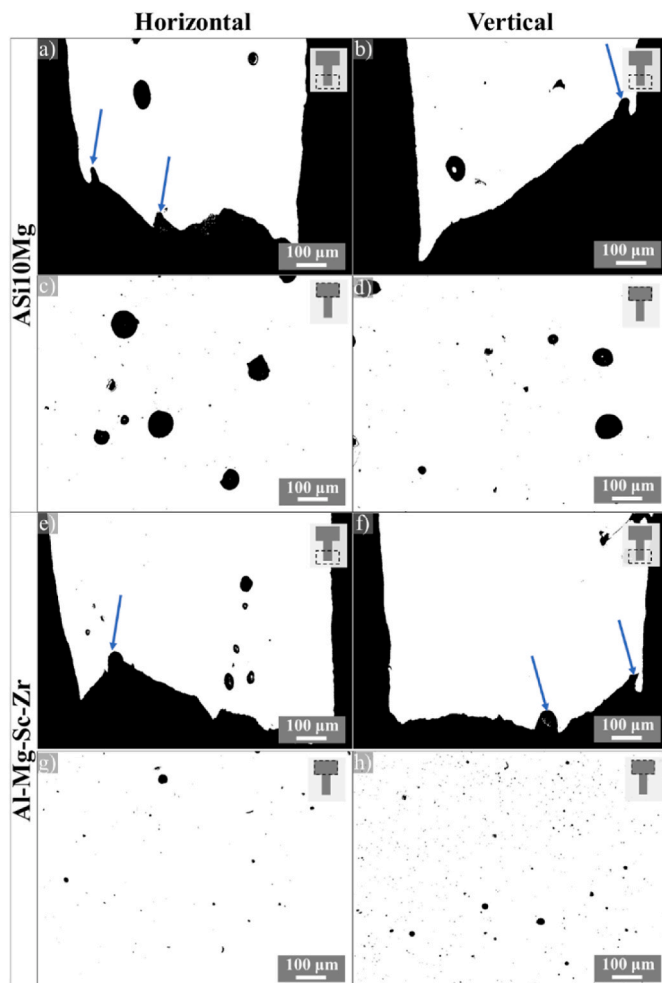 Horizontal
Vertical
ASi10Mg
a)
b)
100 µm
100 µm
c)
d)
100 µm
100 µm
Al-Mg-Sc-Zr
e)
f)
100 µm
100 µm
g)
h)
100 µm
100 µm